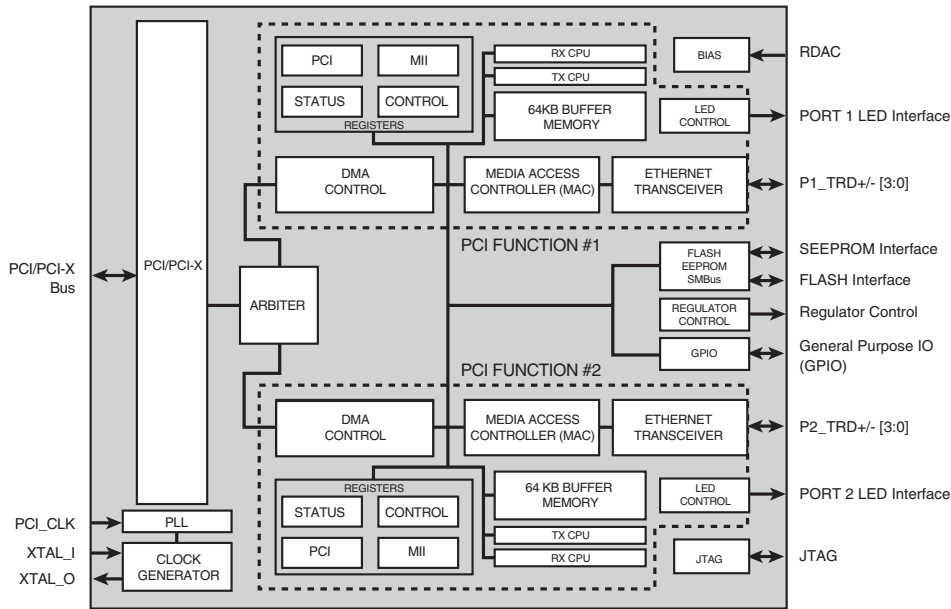 PCI
MII
STATUS
CONTROL
REGISTERS
RX CPU
TX CPU
64KB BUFFER
MEMORY
BIAS
RDAC
LED
CONTROL
PORT 1 LED Interface
DMA
CONTROL
MEDIA ACCESS
CONTROLLER (MAC)
ETHERNET
TRANSCEIVER
P1_TRD+/- [3:0]
PCI FUNCTION #1
PCI/PCI-X
Bus
PCI/PCI-X
ARBITER
FLASH
EEPROM
SMBus
SEEPROM Interface
FLASH Interface
REGULATOR
CONTROL
Regulator Control
GPIO
General Purpose IO
(GPIO)
PCI FUNCTION #2
DMA
CONTROL
MEDIA ACCESS
CONTROLLER (MAC)
ETHERNET
TRANSCEIVER
P2_TRD+/- [3:0]
REGISTERS
STATUS
CONTROL
PCI
MII
64 KB BUFFER
MEMORY
TX CPU
RX CPU
LED
CONTROL
PORT 2 LED Interface
JTAG
JTAG
PCI_CLK
PLL
XTAL_I
XTAL_O
CLOCK
GENERATOR